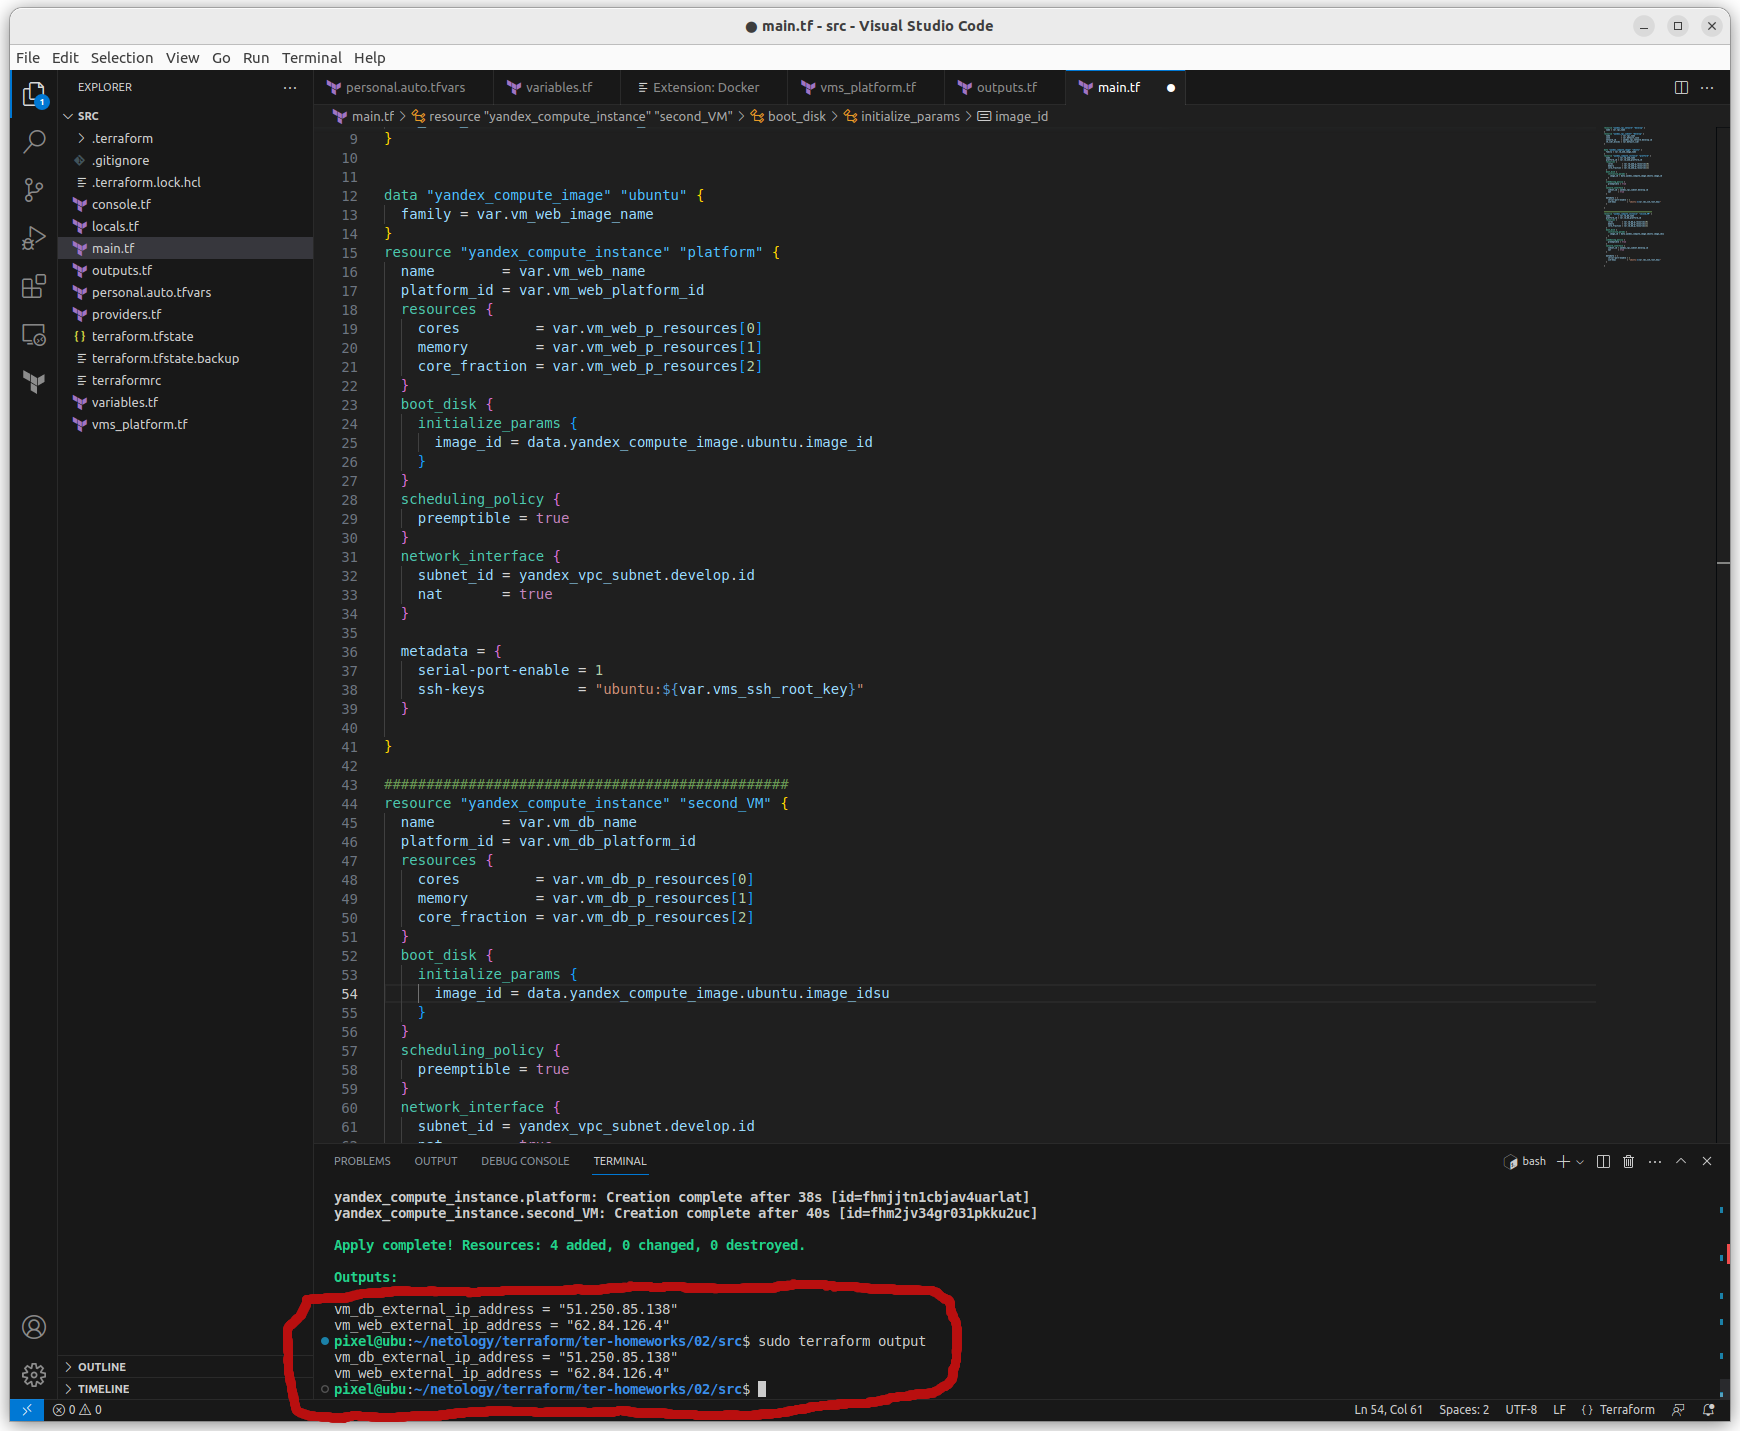 main.tf - src - Visual Studio Code
File Edit Selection View Go Run Terminal Help
EXPLORER
SRC
.terraform
.gitignore
.terraform.lock.hcl
console.tf
locals.tf
main.tf
outputs.tf
personal.auto.tfvars
providers.tf
terraform.tfstate
terraform.tfstate.backup
terraformrc
variables.tf
vms_platform.tf
OUTLINE
TIMELINE
personal.auto.tfvars variables.tf Extension: Docker vms_platform.tf outputs.tf main.tf
main.tf > resource "yandex_compute_instance" "second_VM" > boot_disk > initialize_params > image_id
9 }
10
11
12 data "yandex_compute_image" "ubuntu" {
13   family = var.vm_web_image_name
14 }
15 resource "yandex_compute_instance" "platform" {
16   name        = var.vm_web_name
17   platform_id = var.vm_web_platform_id
18   resources {
19     cores         = var.vm_web_p_resources[0]
20     memory        = var.vm_web_p_resources[1]
21     core_fraction = var.vm_web_p_resources[2]
22   }
23   boot_disk {
24     initialize_params {
25       image_id = data.yandex_compute_image.ubuntu.image_id
26     }
27   }
28   scheduling_policy {
29     preemptible = true
30   }
31   network_interface {
32     subnet_id = yandex_vpc_subnet.develop.id
33     nat       = true
34   }
35
36   metadata = {
37     serial-port-enable = 1
38     ssh-keys           = "ubuntu:${var.vms_ssh_root_key}"
39   }
40
41 }
42
43 ################################################
44 resource "yandex_compute_instance" "second_VM" {
45   name        = var.vm_db_name
46   platform_id = var.vm_db_platform_id
47   resources {
48     cores         = var.vm_db_p_resources[0]
49     memory        = var.vm_db_p_resources[1]
50     core_fraction = var.vm_db_p_resources[2]
51   }
52   boot_disk {
53     initialize_params {
54       image_id = data.yandex_compute_image.ubuntu.image_idsu
55     }
56   }
57   scheduling_policy {
58     preemptible = true
59   }
60   network_interface {
61     subnet_id = yandex_vpc_subnet.develop.id
PROBLEMS OUTPUT DEBUG CONSOLE TERMINAL bash
yandex_compute_instance.platform: Creation complete after 38s [id=fhmjjtn1cbjav4uarlat]
yandex_compute_instance.second_VM: Creation complete after 40s [id=fhm2jv34gr031pkku2uc]
Apply complete! Resources: 4 added, 0 changed, 0 destroyed.
Outputs:
vm_db_external_ip_address = "51.250.85.138"
vm_web_external_ip_address = "62.84.126.4"
pixel@ubu:~/netology/terraform/ter-homeworks/02/src$ sudo terraform output
vm_db_external_ip_address = "51.250.85.138"
vm_web_external_ip_address = "62.84.126.4"
pixel@ubu:~/netology/terraform/ter-homeworks/02/src$
0 0 Ln 54, Col 61 Spaces: 2 UTF-8 LF {} Terraform